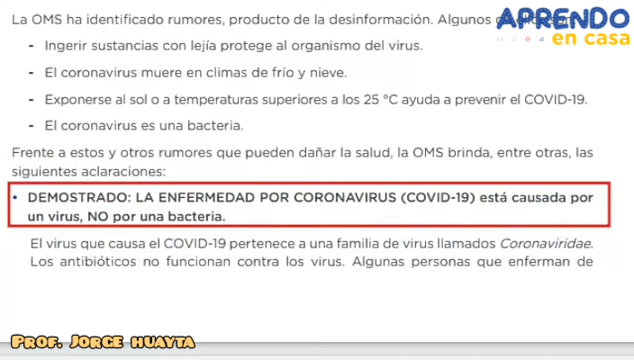 La OMS ha identificado rumores, producto de la desinformación. Algunos
APRENDO
en casa
- Ingerir sustancias con lejía protege al organismo del virus.
- El coronavirus muere en climas de frío y nieve.
- Exponerse al sol o a temperaturas superiores a los 25 °C ayuda a prevenir el COVID-19.
- El coronavirus es una bacteria.
Frente a estos y otros rumores que pueden dañar la salud, la OMS brinda, entre otras, las
siguientes aclaraciones:
• DEMOSTRADO: LA ENFERMEDAD POR CORONAVIRUS (COVID-19) está causada por
un virus, NO por una bacteria.
El virus que causa el COVID-19 pertenece a una familia de virus llamados Coronaviridae.
Los antibióticos no funcionan contra los virus. Algunas personas que enferman de
Prof. Jorge huayta